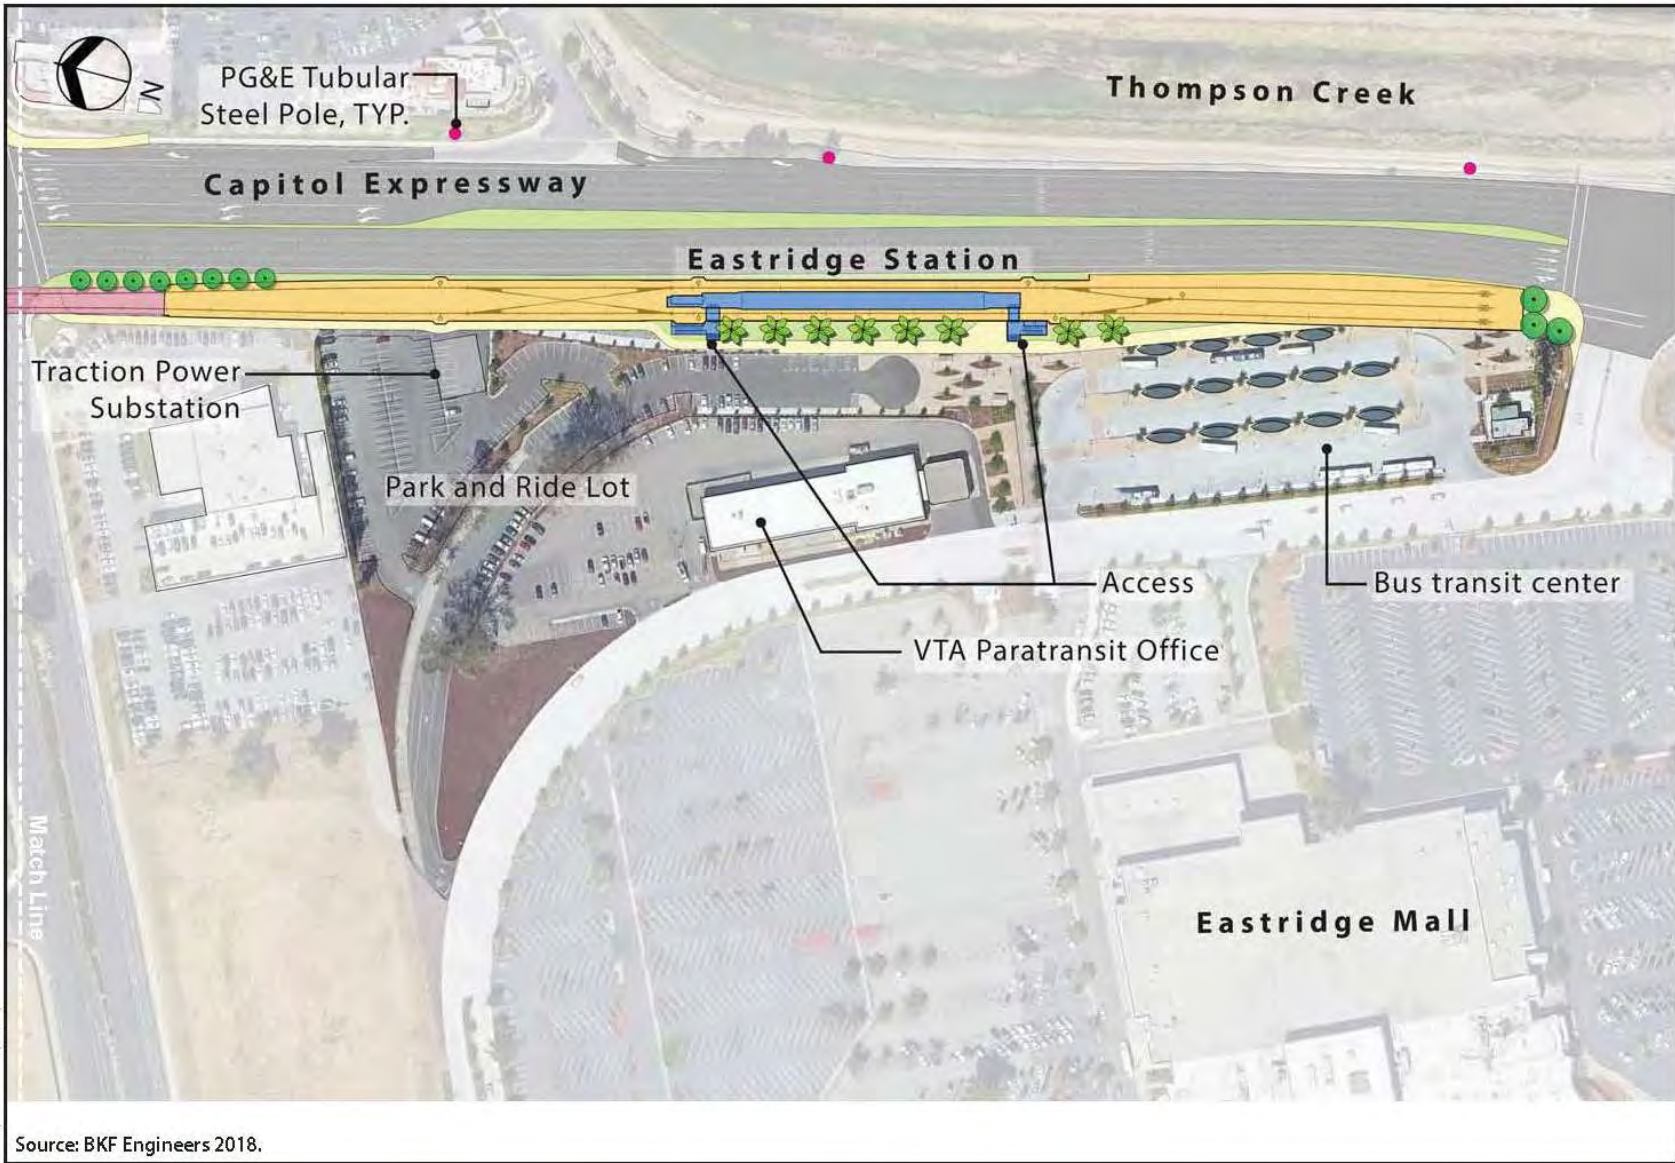 N
PG&E Tubular
Steel Pole, TYP.
Thompson Creek
Capitol Expressway
Eastridge Station
Traction Power
Substation
Park and Ride Lot
Access
Bus transit center
VTA Paratransit Office
Match Line
Eastridge Mall
Source: BKF Engineers 2018.